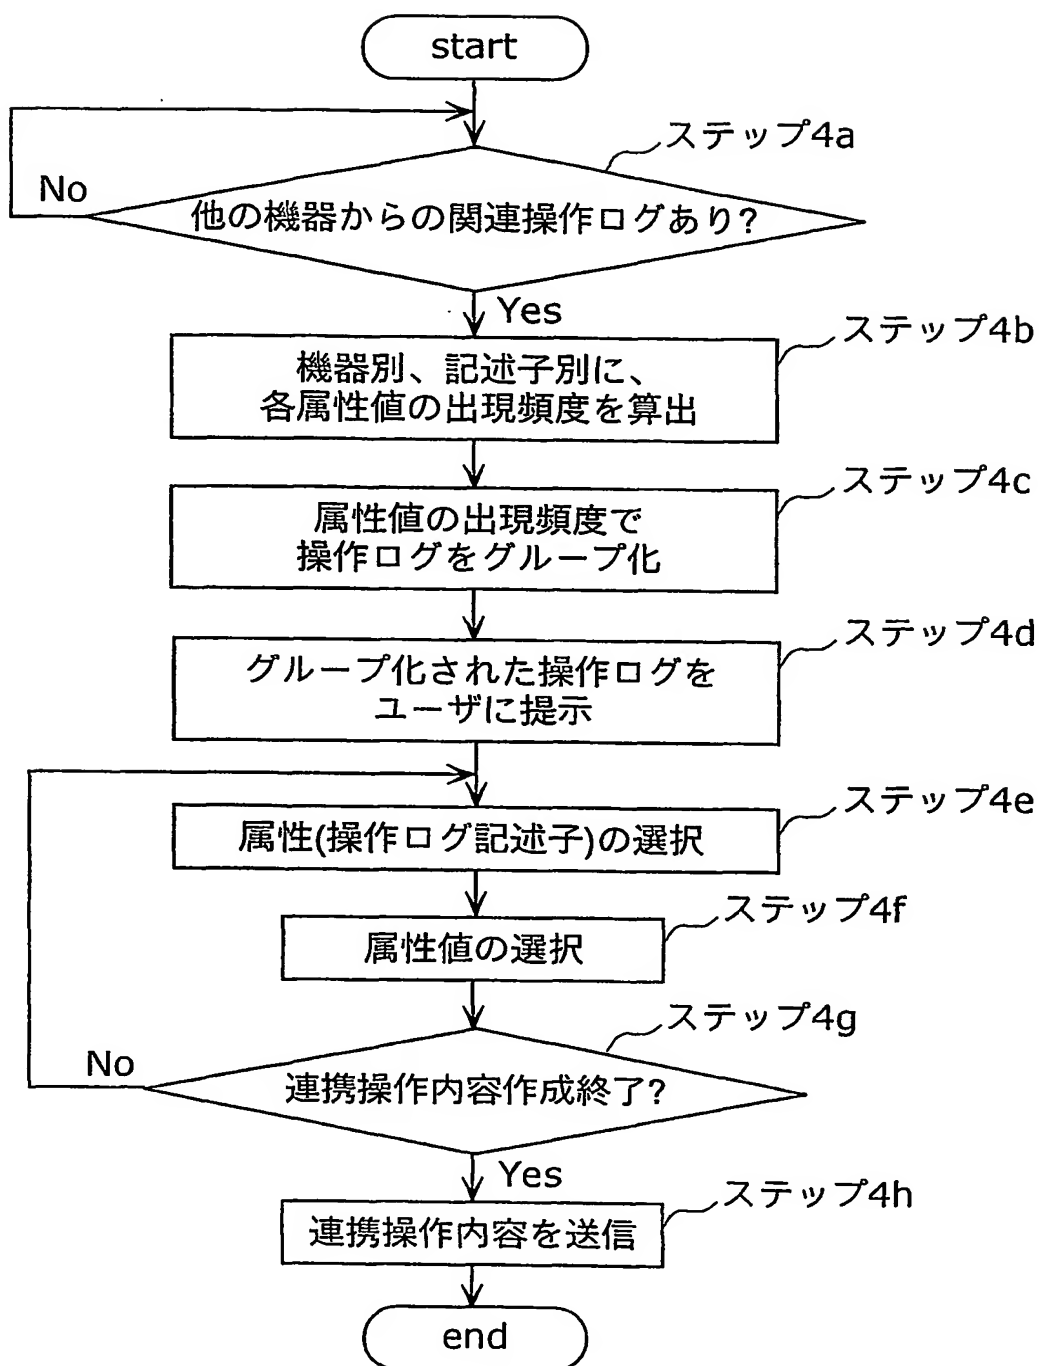 start
ステップ4a
No
他の機器からの関連操作ログあり?
Yes
ステップ4b
機器別、記述子別に、
各属性値の出現頻度を算出
ステップ4c
属性値の出現頻度で
操作ログをグループ化
ステップ4d
グループ化された操作ログを
ユーザに提示
ステップ4e
属性(操作ログ記述子)の選択
ステップ4f
属性値の選択
ステップ4g
No
連携操作内容作成終了?
Yes
ステップ4h
連携操作内容を送信
end